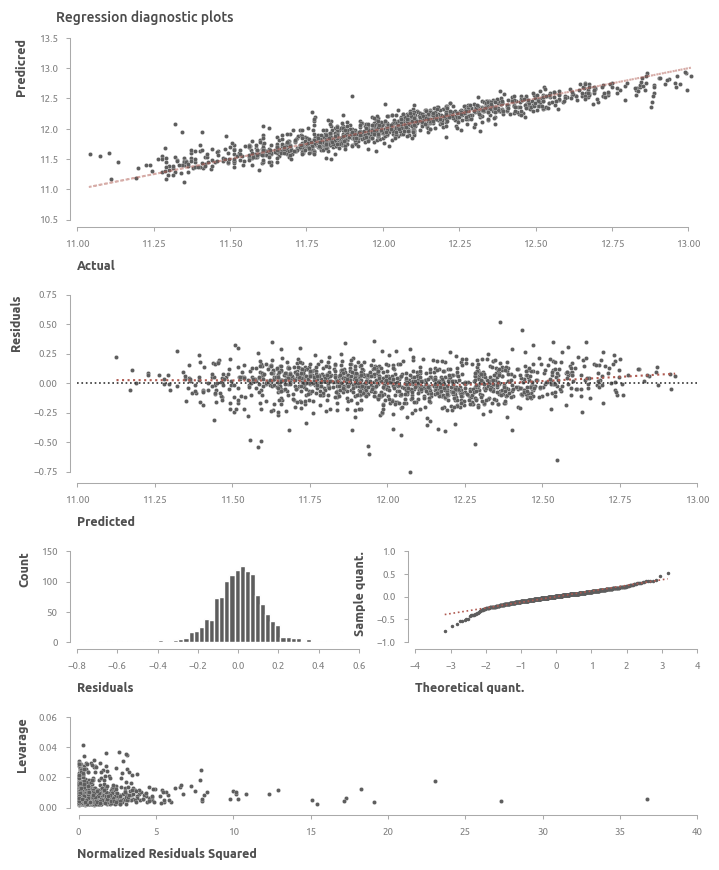 Regression diagnostic plots
Predicred
13.5
13.0
12.5
12.0
11.5
11.0
10.5
11.00 11.25 11.50 11.75 12.00 12.25 12.50 12.75 13.00
Actual
Residuals
0.75
0.50
0.25
0.00
−0.25
−0.50
−0.75
11.00 11.25 11.50 11.75 12.00 12.25 12.50 12.75 13.00
Predicted
Count
150
100
50
0
−0.8 −0.6 −0.4 −0.2 0.0 0.2 0.4 0.6
Residuals
Sample quant.
1.0
0.5
0.0
−0.5
−1.0
−4 −3 −2 −1 0 1 2 3 4
Theoretical quant.
Levarage
0.06
0.04
0.02
0.00
0 5 10 15 20 25 30 35 40
Normalized Residuals Squared